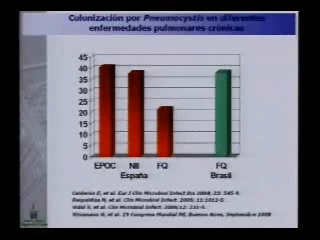 Colonización por Pneumocystis en diferentes
enfermedades pulmonares crónicas
45
40
35
30
25
20
15
10
5
0
EPOC NII FQ FQ
España Brasil
Calderón E, et al. Eur J Clin Microbiol Infect Dis 2004; 23: 545-9.
Respaldiza N, et al. Clin Microbiol Infect. 2005; 11:1012-5.
Vidal S, et al. Clin Microbiol Infect. 2006;12: 231-5.
et al. 29 Congreso Mundial MI, Buenos Aires, Septiembre 2008